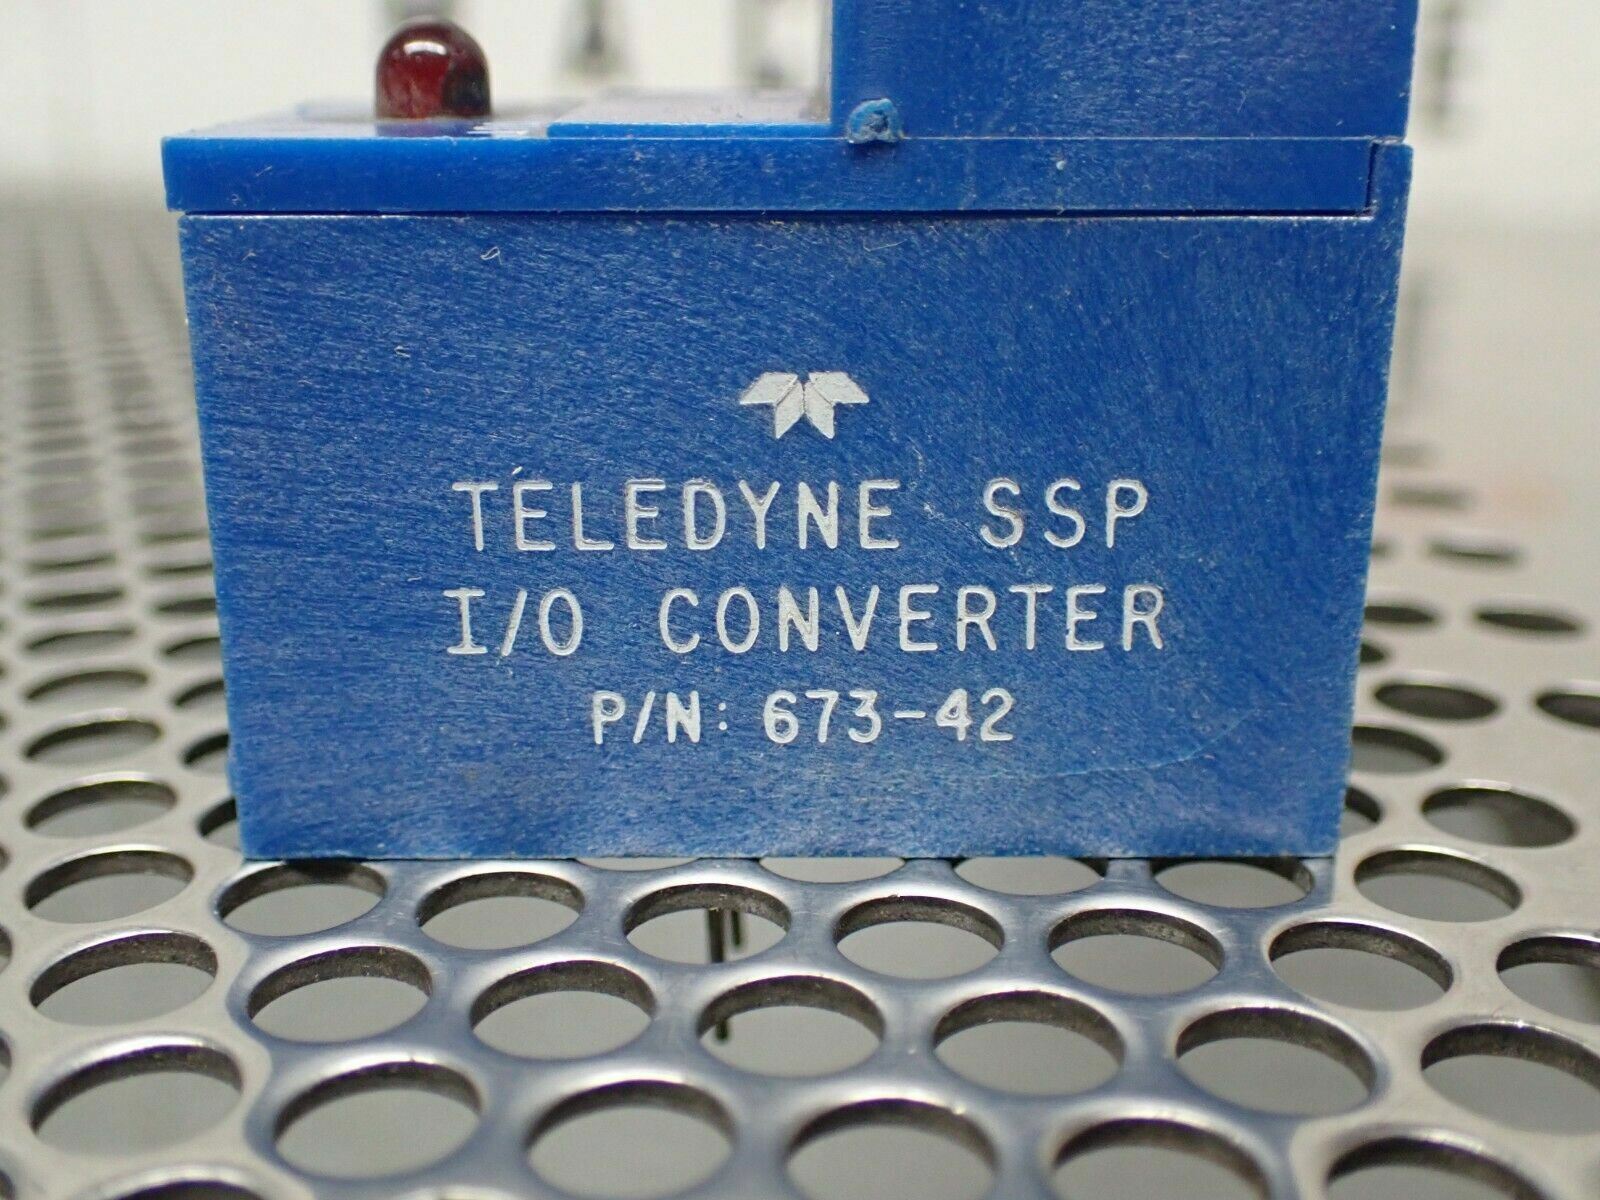 TELEDYNE SSP
I/O CONVERTER
P/N: 673-42